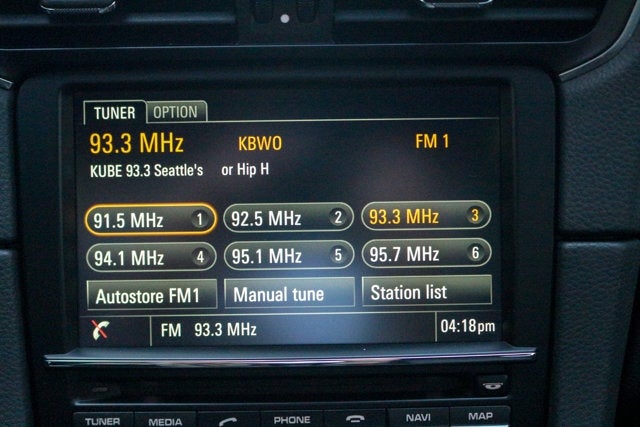 TUNER OPTION
93.3 MHz KBWO FM 1
KUBE 93.3 Seattle's or Hip H
91.5 MHz 1 92.5 MHz 2 93.3 MHz 3
94.1 MHz 4 95.1 MHz 5 95.7 MHz 6
Autostore FM1 Manual tune Station list
FM 93.3 MHz 04:18pm
TUNER MEDIA PHONE NAVI MAP